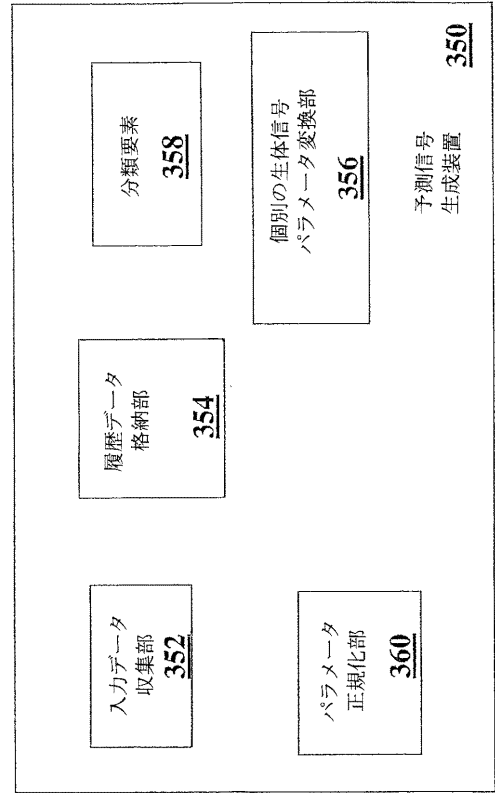 入力データ
収集部
352
履歴データ
格納部
354
分類要素
358
パラメータ
正規化部
360
個別の生体信号
パラメータ変換部
356
予測信号
生成装置
350